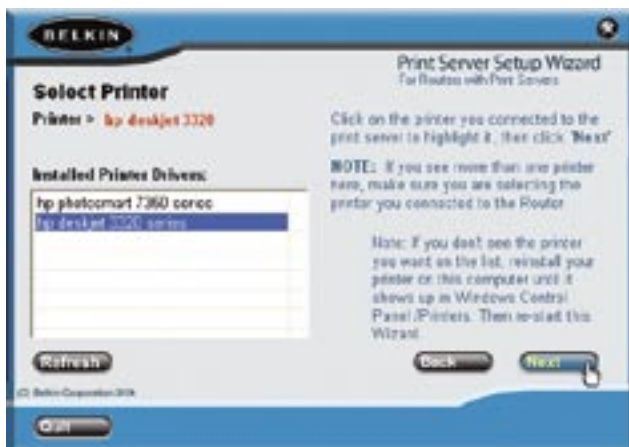 BELKIN
Print Server Setup Wizard
For Routers with Print Servers
Select Printer
Printer > hp deskjet 3320
Click on the printer you connected to the
print server to highlight it, then click "Next"
Installed Printer Drivers:
hp photosmart 7360 series
hp deskjet 3320 series
NOTE: If you see more than one printer
here, make sure you are selecting the
printer you connected to the Router
Note: If you don't see the printer
you want on the list, reinstall your
printer on this computer until it
shows up in Windows Control
Panel/Printers. Then re-start this
Wizard.
Refresh
Back
Next
(C) Belkin Corporation
Quit